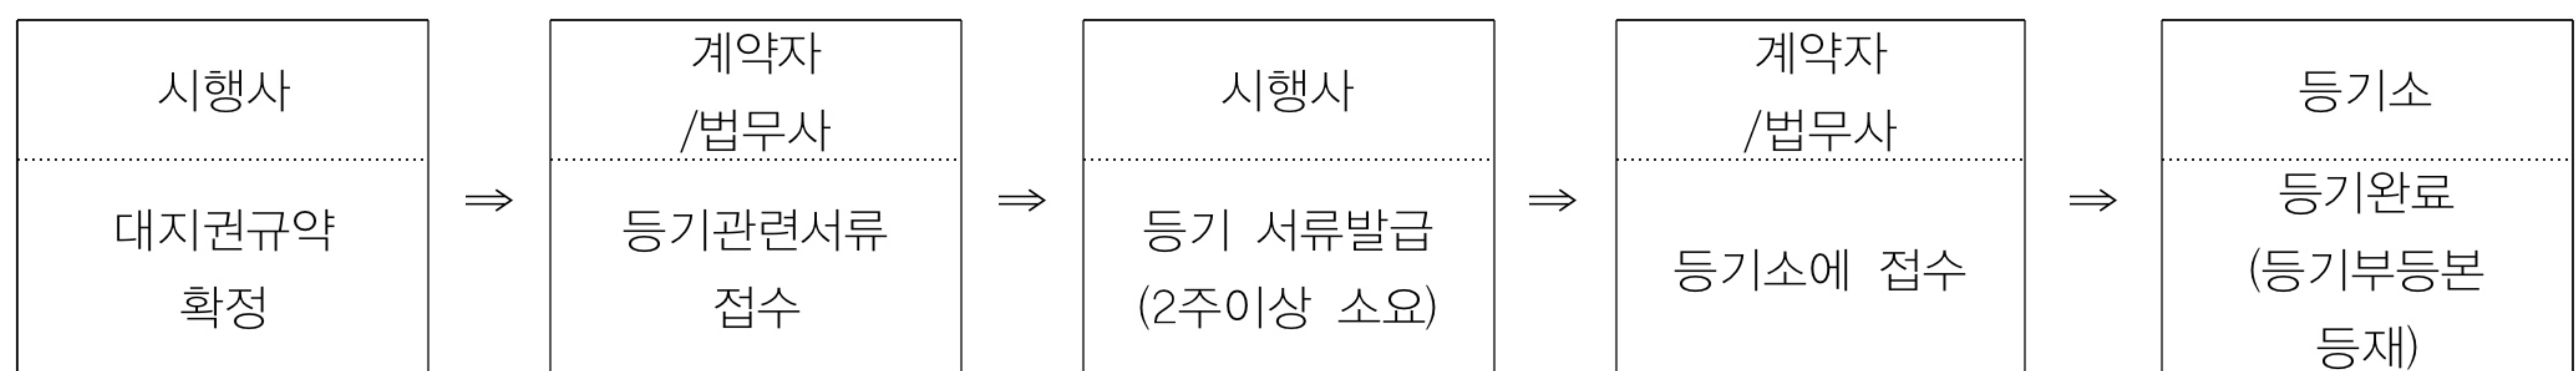 시행사
대지권규약
확정
⇒
계약자
/법무사
등기관련서류
접수
⇒
시행사
등기 서류발급
(2주이상 소요)
⇒
계약자
/법무사
등기소에 접수
⇒
등기소
등기완료
(등기부등본
등재)